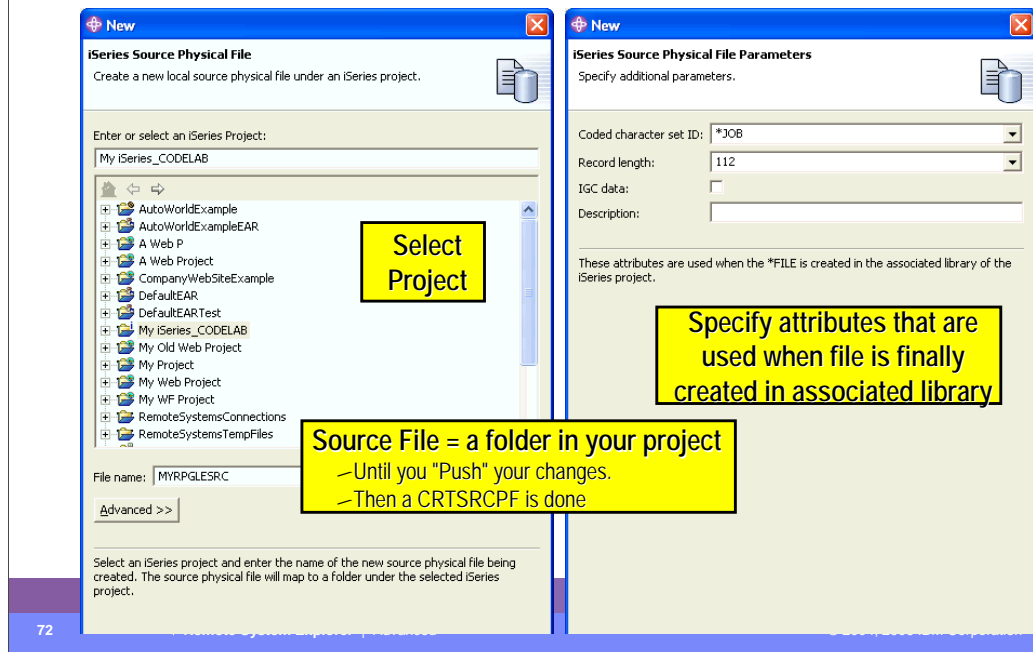 New
iSeries Source Physical File
Create a new local source physical file under an iSeries project.
Enter or select an iSeries Project:
My iSeries_CODELAB
AutoWorldExample
AutoWorldExampleEAR
A Web P
A Web Project
CompanyWebSiteExample
DefaultEAR
DefaultEARTest
My iSeries_CODELAB
My Old Web Project
My Project
My Web Project
My WF Project
RemoteSystemsConnections
RemoteSystemsTempFiles
Select
Project
File name: MYRPGLESRC
Advanced >>
Select an iSeries project and enter the name of the new source physical file being
created. The source physical file will map to a folder under the selected iSeries
project.
Source File = a folder in your project
–Until you "Push" your changes.
–Then a CRTSRCPF is done
New
iSeries Source Physical File Parameters
Specify additional parameters.
Coded character set ID: *JOB
Record length: 112
IGC data:
Description:
These attributes are used when the *FILE is created in the associated library of the
iSeries project.
Specify attributes that are
used when file is finally
created in associated library
72